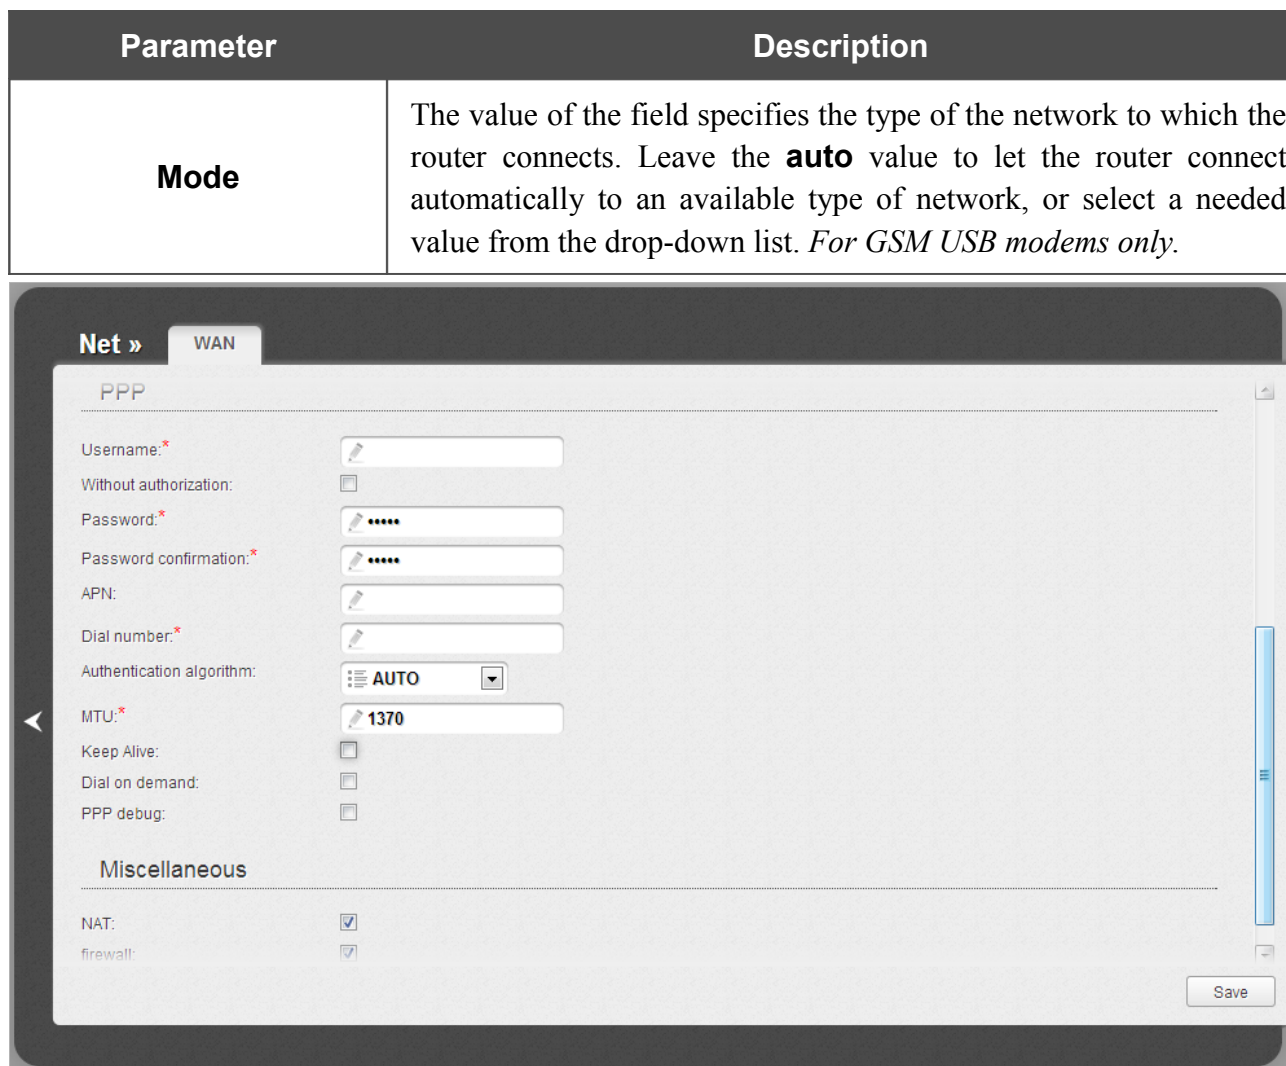 Parameter Description
Mode
The value of the field specifies the type of the network to which the
router connects. Leave the auto value to let the router connect
automatically to an available type of network, or select a needed
value from the drop-down list. For GSM USB modems only.
Net » WAN
PPP
Username:*
Without authorization:
Password:* •••••
Password confirmation:* •••••
APN:
Dial number:*
Authentication algorithm: AUTO
MTU:* 1370
Keep Alive:
Dial on demand:
PPP debug:
Miscellaneous
NAT:
firewall:
Save